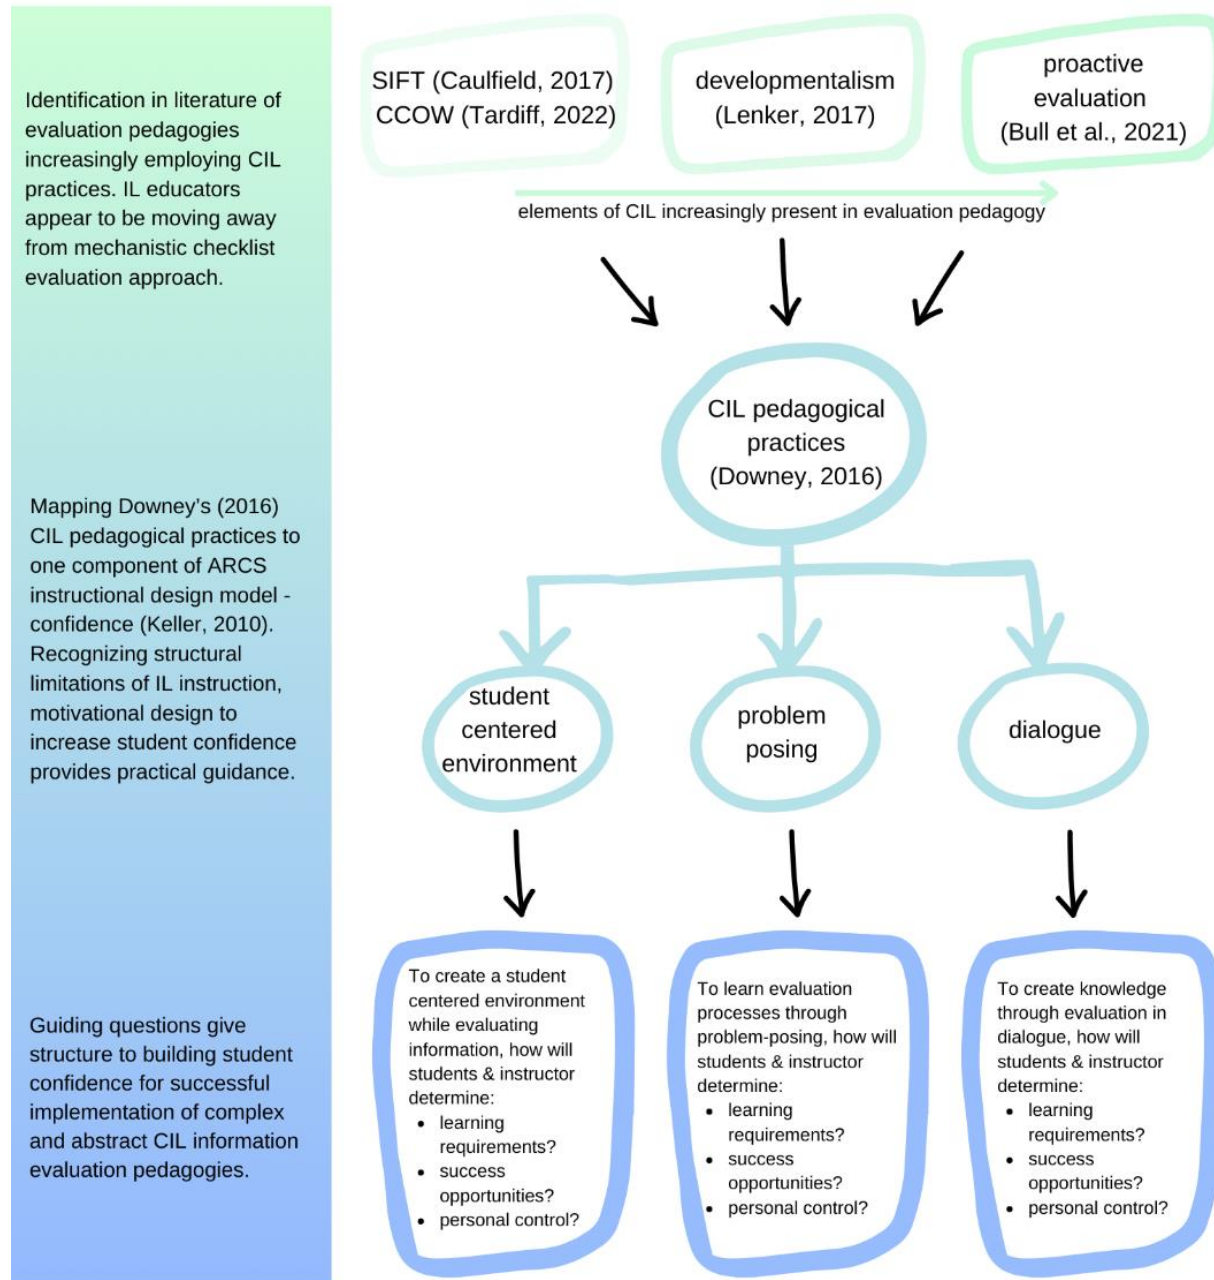 Identification in literature of
evaluation pedagogies
increasingly employing CIL
practices. IL educators
appear to be moving away
from mechanistic checklist
evaluation approach.
SIFT (Caulfield, 2017)
CCOW (Tardiff, 2022)
developmentalism
(Lenker, 2017)
proactive
evaluation
(Bull et al., 2021)
elements of CIL increasingly present in evaluation pedagogy
CIL pedagogical
practices
(Downey, 2016)
Mapping Downey's (2016)
CIL pedagogical practices to
one component of ARCS
instructional design model -
confidence (Keller, 2010).
Recognizing structural
limitations of IL instruction,
motivational design to
increase student confidence
provides practical guidance.
student
centered
environment
problem
posing
dialogue
Guiding questions give
structure to building student
confidence for successful
implementation of complex
and abstract CIL information
evaluation pedagogies.
To create a student
centered environment
while evaluating
information, how will
students & instructor
determine:
• learning
requirements?
• success
opportunities?
• personal control?
To learn evaluation
processes through
problem-posing, how will
students & instructor
determine:
• learning
requirements?
• success
opportunities?
• personal control?
To create knowledge
through evaluation in
dialogue, how will
students & instructor
determine:
• learning
requirements?
• success
opportunities?
• personal control?